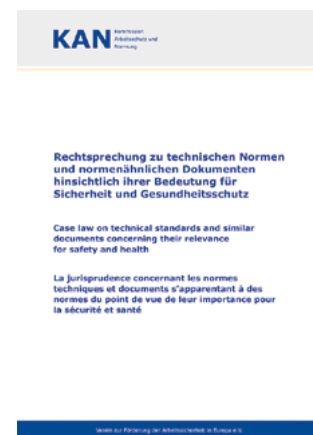 KAN
Kommission
Arbeitsschutz und
Normung
Rechtsprechung zu technischen Normen
und normenähnlichen Dokumenten
hinsichtlich ihrer Bedeutung für
Sicherheit und Gesundheitsschutz
Case law on technical standards and similar
documents concerning their relevance
for safety and health
La jurisprudence concernant les normes
techniques et documents s'apparentant à des
normes du point de vue de leur importance pour
la sécurité et santé
Verein zur Förderung der Arbeitssicherheit in Europa e.V.